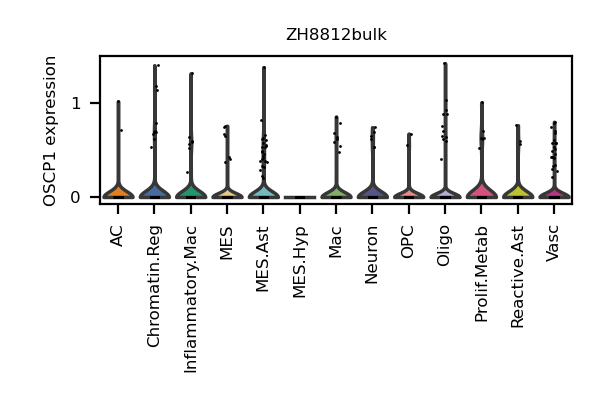 ZH8812bulk
OSCP1 expression
1
0
AC
Chromatin.Reg
Inflammatory.Mac
MES
MES.Ast
MES.Hyp
Mac
Neuron
OPC
Oligo
Prolif.Metab
Reactive.Ast
Vasc